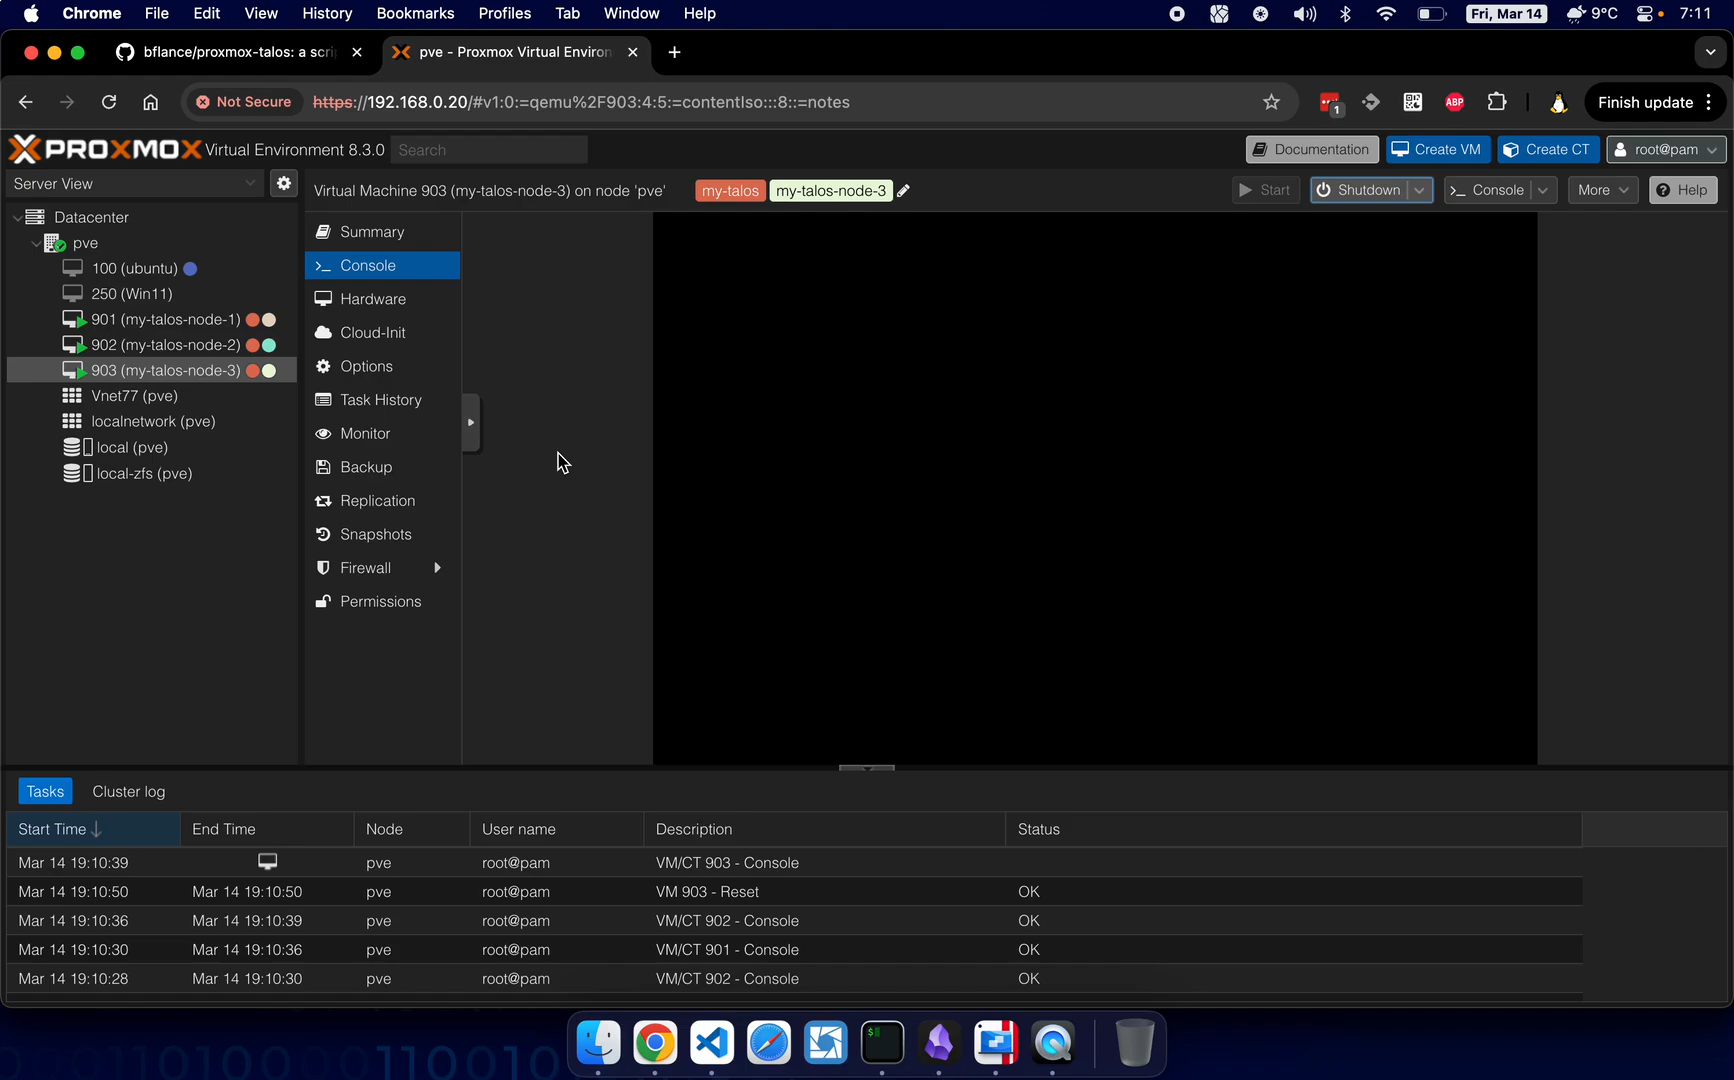 Chrome File Edit View History Bookmarks Profiles Tab Window Help Fri, Mar 14 9°C 7:11
bflance/proxmox-talos: a scri pve - Proxmox Virtual Environ
Not Secure https://192.168.0.20/#v1:0:=qemu%2F903:4:5:=contentIso:::8::=notes 1 ABP Finish update
PROXMOX Virtual Environment 8.3.0 Search Documentation Create VM Create CT root@pam
Server View Virtual Machine 903 (my-talos-node-3) on node 'pve' my-talos my-talos-node-3 Start Shutdown Console More Help
Datacenter
pve
100 (ubuntu)
250 (Win11)
901 (my-talos-node-1)
902 (my-talos-node-2)
903 (my-talos-node-3)
Vnet77 (pve)
localnetwork (pve)
local (pve)
local-zfs (pve)
Summary
Console
Hardware
Cloud-Init
Options
Task History
Monitor
Backup
Replication
Snapshots
Firewall
Permissions
Tasks Cluster log
Start Time End Time Node User name Description Status
Mar 14 19:10:39 pve root@pam VM/CT 903 - Console
Mar 14 19:10:50 Mar 14 19:10:50 pve root@pam VM 903 - Reset OK
Mar 14 19:10:36 Mar 14 19:10:39 pve root@pam VM/CT 902 - Console OK
Mar 14 19:10:30 Mar 14 19:10:36 pve root@pam VM/CT 901 - Console OK
Mar 14 19:10:28 Mar 14 19:10:30 pve root@pam VM/CT 902 - Console OK